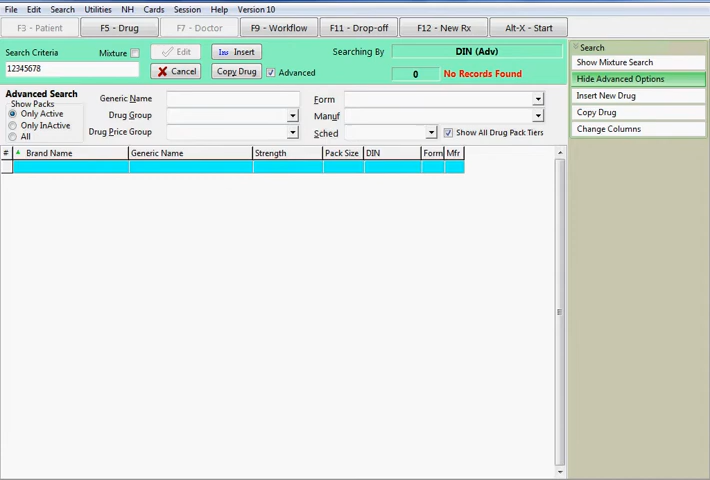 File Edit Search Utilities NH Cards Session Help Version 10
F3 - Patient F5 - Drug F7 - Doctor F9 - Workflow F11 - Drop-off F12 - New Rx Alt-X - Start
Search Criteria Mixture Edit Ins Insert Searching By DIN (Adv)
12345678 Cancel Copy Drug Advanced 0 No Records Found
Advanced Search
Show Packs
Only Active
Only InActive
All
Generic Name Form
Drug Group Manuf
Drug Price Group Sched Show All Drug Pack Tiers
# Brand Name Generic Name Strength Pack Size DIN Form Mfr
Search
Show Mixture Search
Hide Advanced Options
Insert New Drug
Copy Drug
Change Columns